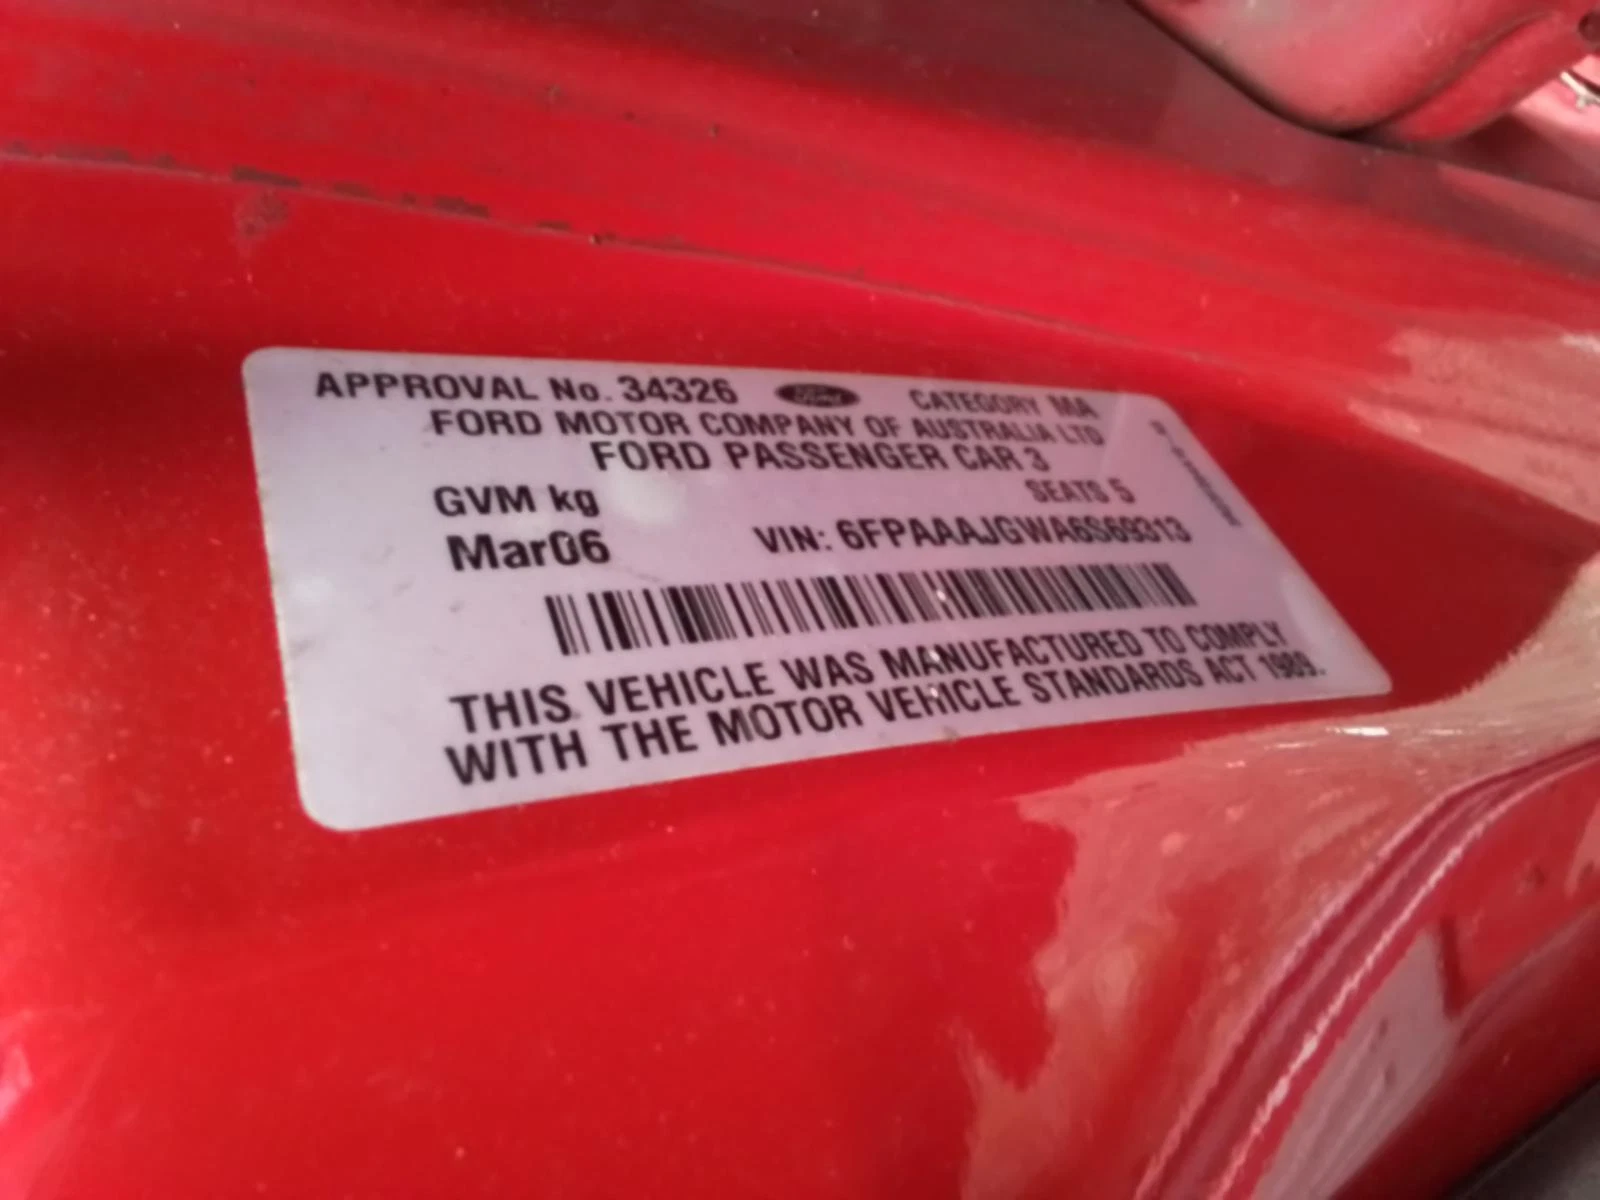 APPROVAL No. 34326 Ford CATEGORY MA
FORD MOTOR COMPANY OF AUSTRALIA LTD
FORD PASSENGER CAR 3
GVM kg SEATS 5
Mar06 VIN: 6FPAAAJGWA6S69313
THIS VEHICLE WAS MANUFACTURED TO COMPLY
WITH THE MOTOR VEHICLE STANDARDS ACT 1989.